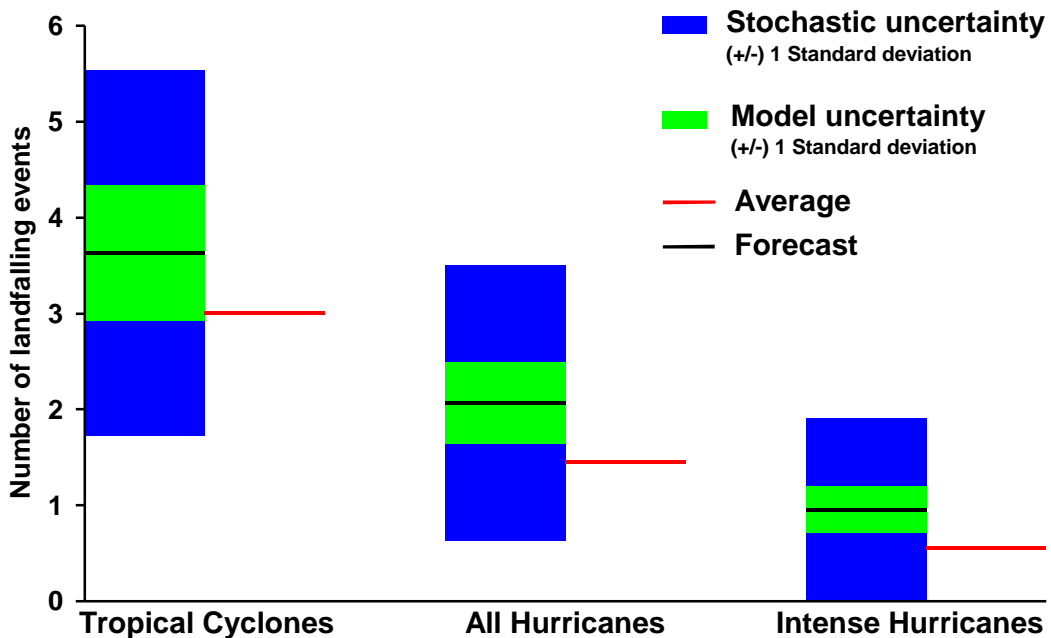 Number of landfalling events
6
5
4
3
2
1
0
Stochastic uncertainty
(+/-) 1 Standard deviation
Model uncertainty
(+/-) 1 Standard deviation
Average
Forecast
Tropical Cyclones
All Hurricanes
Intense Hurricanes